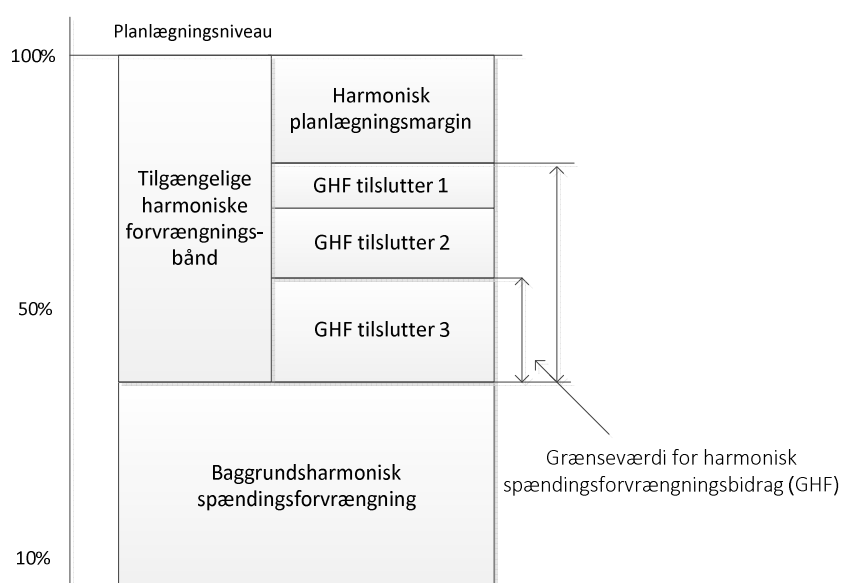 Planlægningsniveau
100%
Harmonisk
planlægningsmargin
Tilgængelige
harmoniske
forvrængnings-
bånd
GHF tilslutter 1
GHF tilslutter 2
50%
GHF tilslutter 3
Grænseværdi for harmonisk
spændingsforvrængningsbidrag (GHF)
Baggrundsharmonisk
spændingsforvrængning
10%